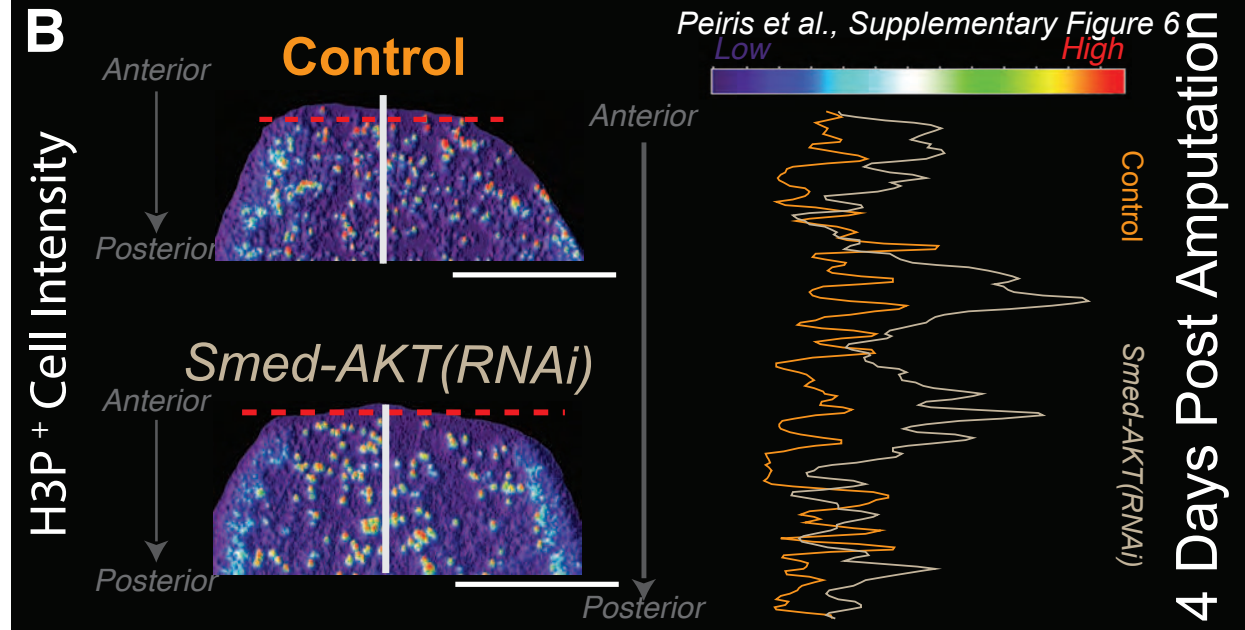 B
Peiris et al., Supplementary Figure 6
Low
High
Control
Anterior
Posterior
Anterior
Smed-AKT(RNAi)
Anterior
Posterior
Posterior
H3P + Cell Intensity
Control
Smed-AKT(RNAi)
4 Days Post Amputation